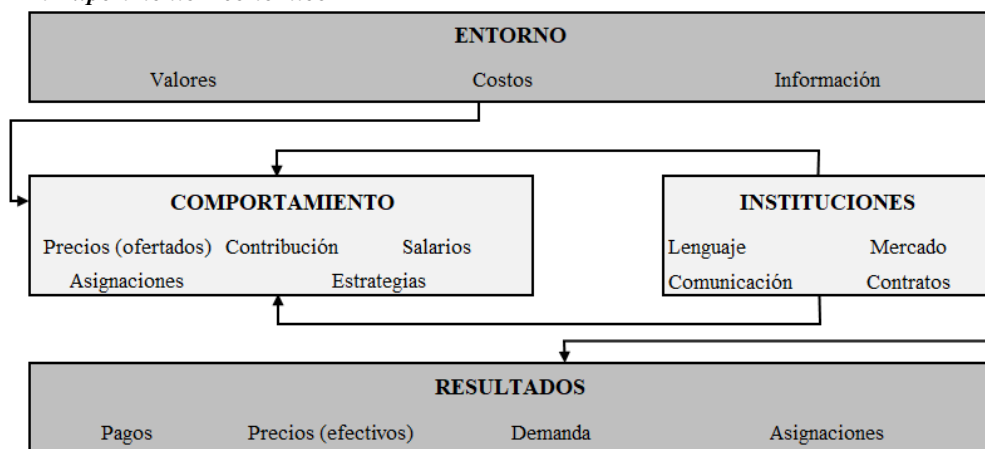 ENTORNO
Valores Costos Información
COMPORTAMIENTO
Precios (ofertados) Contribución Salarios
Asignaciones Estrategias
INSTITUCIONES
Lenguaje Mercado
Comunicación Contratos
RESULTADOS
Pagos Precios (efectivos) Demanda Asignaciones